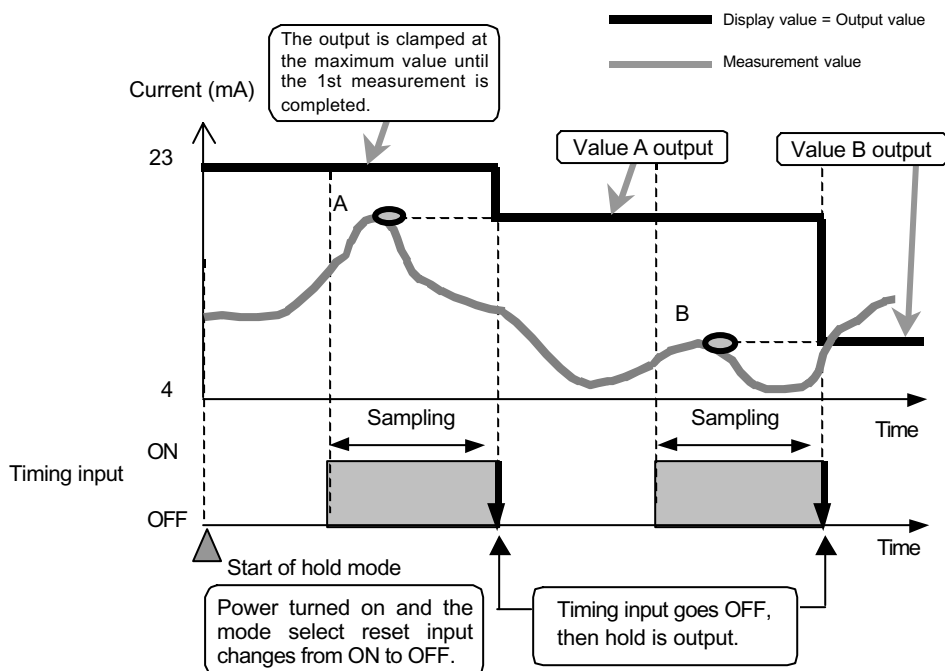 Display value = Output value
Measurement value
The output is clamped at
the maximum value until
the 1st measurement is
completed.
Current (mA)
23
Value A output
Value B output
A
B
4
Sampling
Sampling
Time
ON
Timing input
OFF
Time
Start of hold mode
Power turned on and the
mode select reset input
changes from ON to OFF.
Timing input goes OFF,
then hold is output.